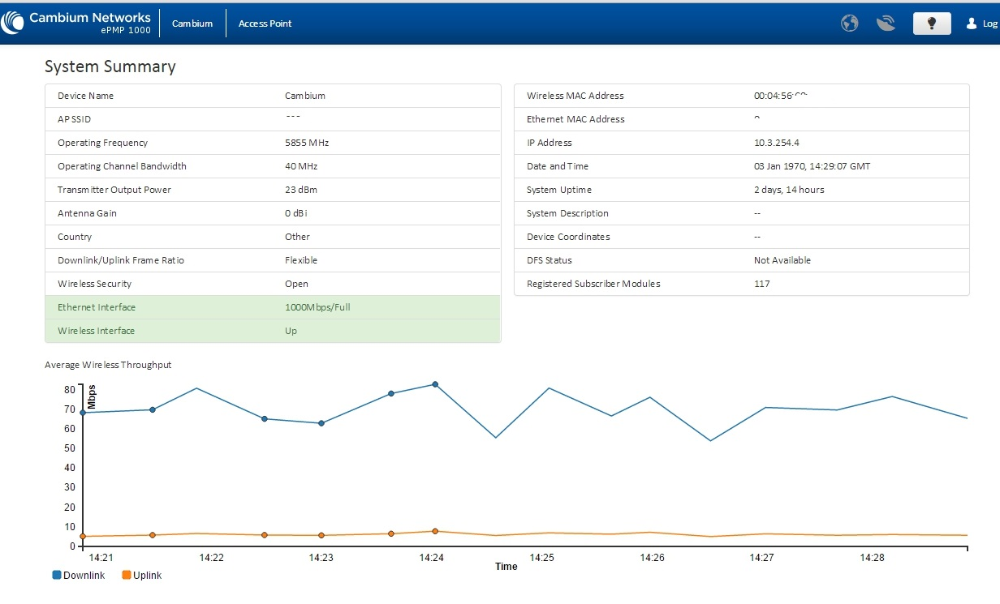 Cambium Networks
ePMP 1000
Cambium
Access Point
Log
System Summary
Device Name Cambium
AP SSID
Operating Frequency 5855 MHz
Operating Channel Bandwidth 40 MHz
Transmitter Output Power 23 dBm
Antenna Gain 0 dBi
Country Other
Downlink/Uplink Frame Ratio Flexible
Wireless Security Open
Ethernet Interface 1000Mbps/Full
Wireless Interface Up
Wireless MAC Address 00:04:56
Ethernet MAC Address
IP Address 10.3.254.4
Date and Time 03 Jan 1970, 14:29:07 GMT
System Uptime 2 days, 14 hours
System Description --
Device Coordinates --
DFS Status Not Available
Registered Subscriber Modules 117
Average Wireless Throughput
Mbps
80
70
60
50
40
30
20
10
0
14:21 14:22 14:23 14:24 14:25 14:26 14:27 14:28
Time
Downlink Uplink